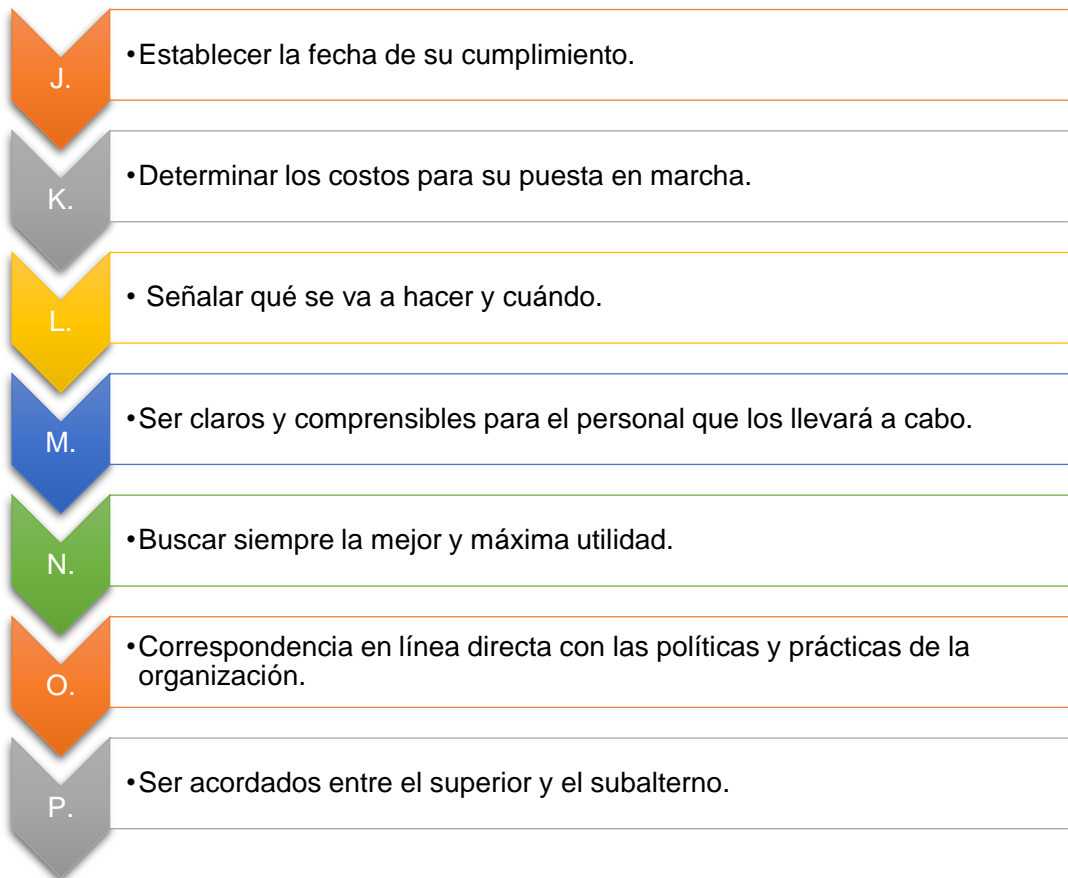 J.
•Establecer la fecha de su cumplimiento.
K.
•Determinar los costos para su puesta en marcha.
L.
• Señalar qué se va a hacer y cuándo.
M.
•Ser claros y comprensibles para el personal que los llevará a cabo.
N.
•Buscar siempre la mejor y máxima utilidad.
O.
•Correspondencia en línea directa con las políticas y prácticas de la
organización.
P.
•Ser acordados entre el superior y el subalterno.